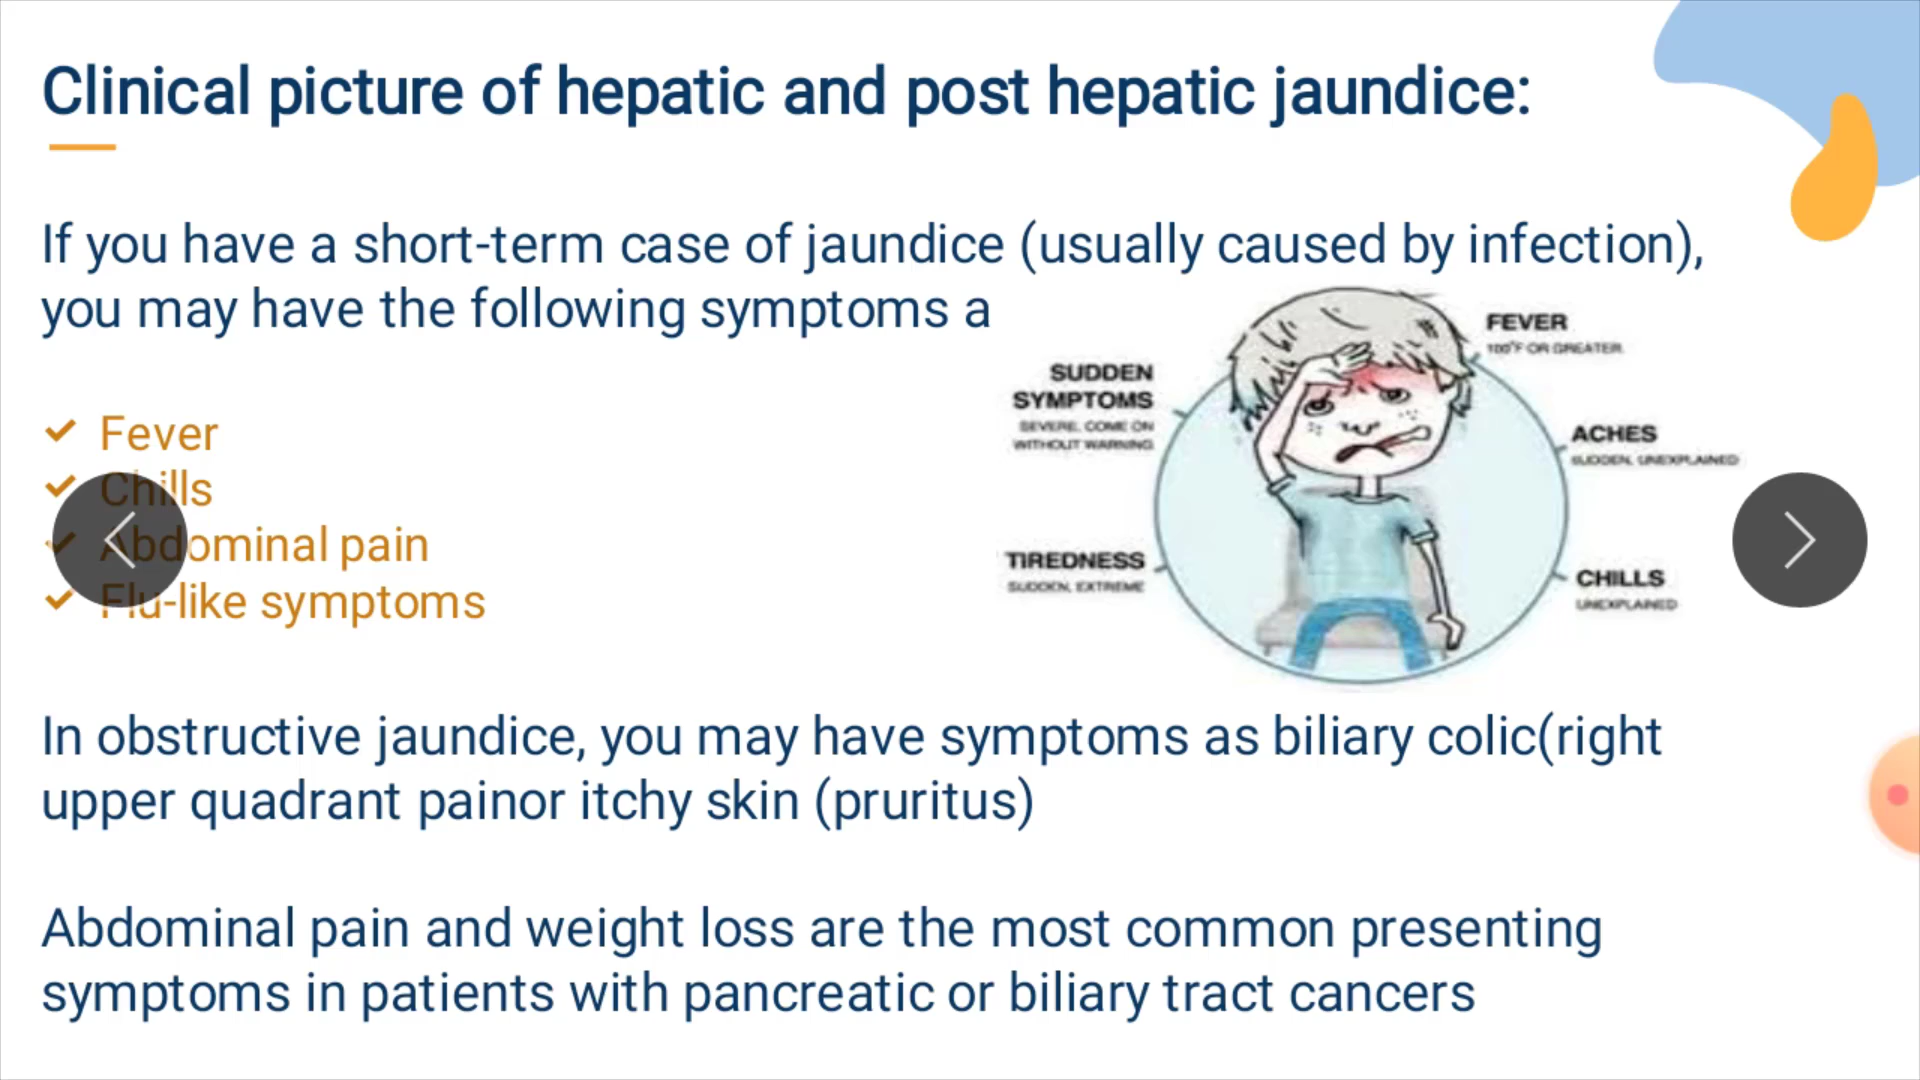 Clinical picture of hepatic and post hepatic jaundice:
If you have a short-term case of jaundice (usually caused by infection),
you may have the following symptoms a
Fever
Chills
Abdominal pain
Flu-like symptoms
SUDDEN
SYMPTOMS
SEVERE, COME ON
WITHOUT WARNING
TIREDNESS
SUDDEN, EXTREME
FEVER
100°F OR GREATER
ACHES
SUDDEN, UNEXPLAINED
CHILLS
UNEXPLAINED
In obstructive jaundice, you may have symptoms as biliary colic(right
upper quadrant painor itchy skin (pruritus)
Abdominal pain and weight loss are the most common presenting
symptoms in patients with pancreatic or biliary tract cancers